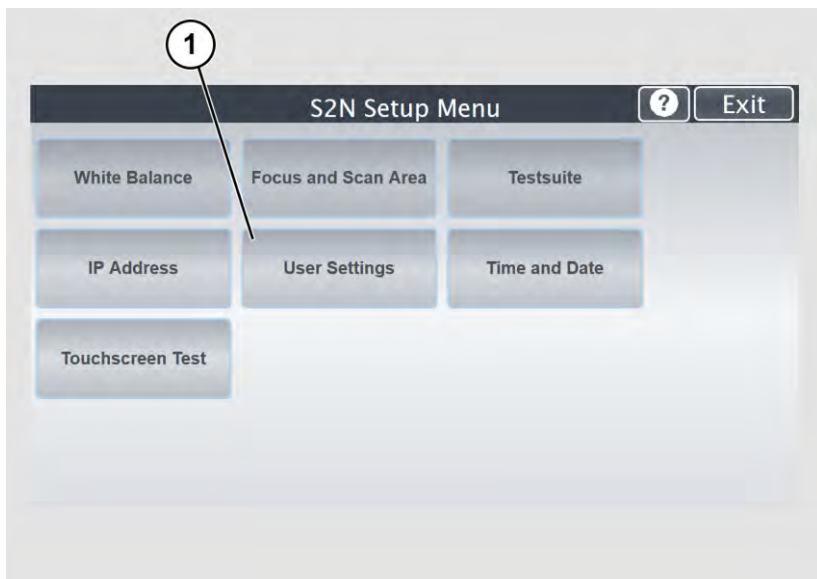 1
S2N Setup Menu ? Exit
White Balance Focus and Scan Area Testsuite
IP Address User Settings Time and Date
Touchscreen Test